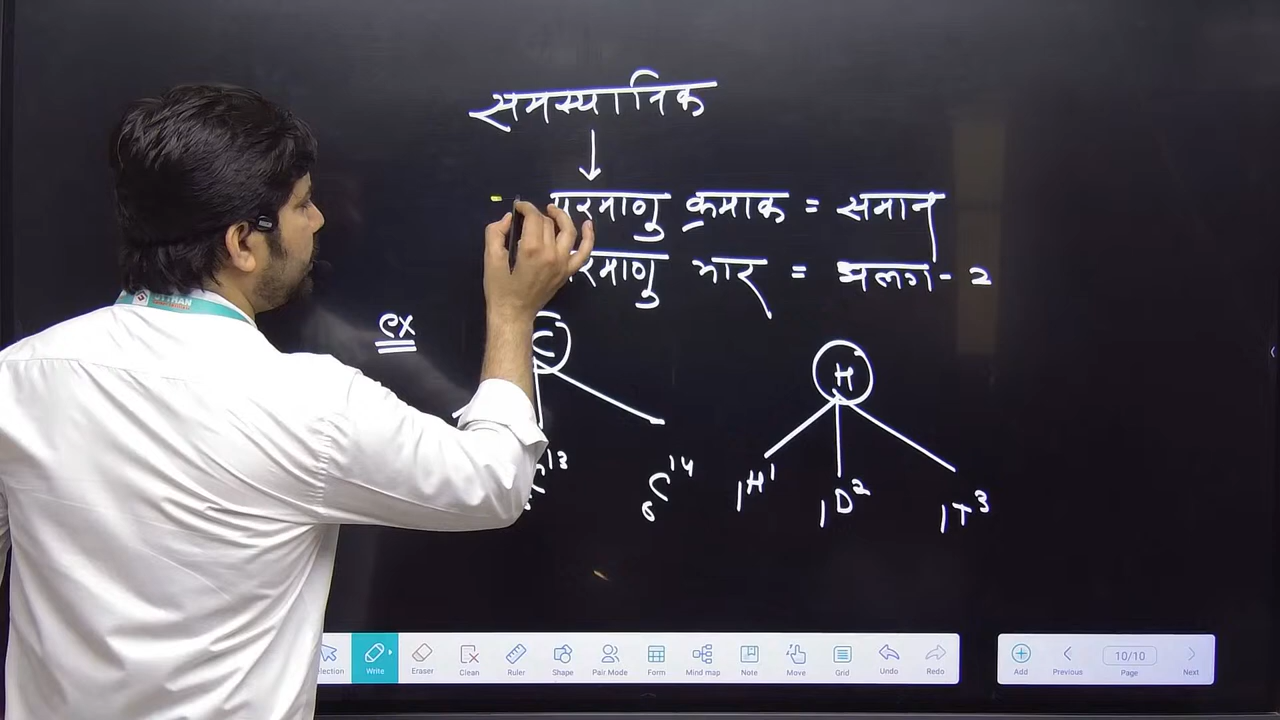 समस्थानिक
↓
परमाणु क्रमाक = समान
परमाणु भार = अलग - 2
ex
C
H
13
6C14
1H1
1D2
1T3
Write
Eraser
Clean
Ruler
Shape
Pair Mode
Form
Mind map
Note
Move
Grid
Undo
Redo
Add
Previous
10/10
Page
Next